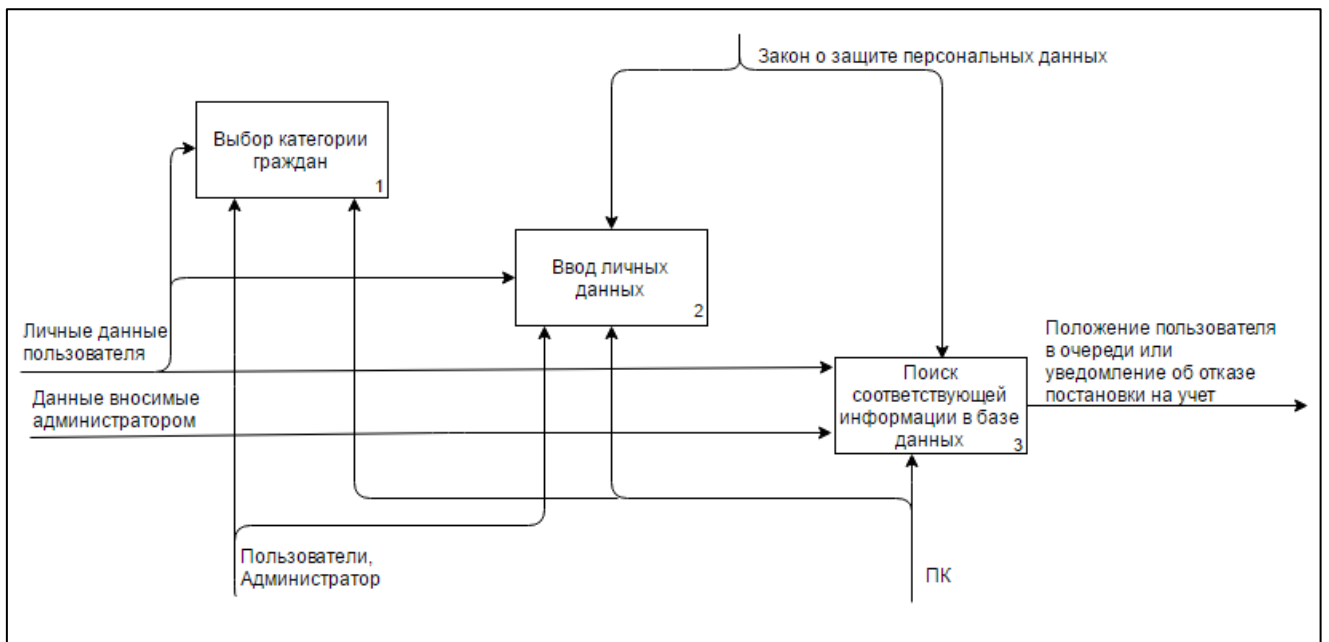 Закон о защите персональных данных
Выбор категории
граждан
1
Ввод личных
данных
2
Личные данные
пользователя
Данные вносимые
администратором
Поиск
соответствующей
информации в базе
данных
3
Положение пользователя
в очереди или
уведомление об отказе
постановки на учет
Пользователи,
Администратор
ПК